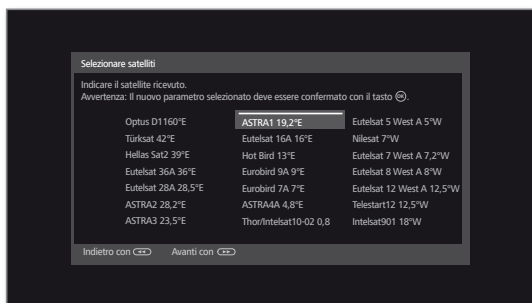 Selezionare satelliti
Indicare il satellite ricevuto.
Avvertenza: Il nuovo parametro selezionato deve essere confermato con il tasto OK.
Optus D1160°E ASTRA1 19,2°E Eutelsat 5 West A 5°W
Türksat 42°E Eutelsat 16A 16°E Nilesat 7°W
Hellas Sat2 39°E Hot Bird 13°E Eutelsat 7 West A 7,2°W
Eutelsat 36A 36°E Eurobird 9A 9°E Eutelsat 8 West A 8°W
Eutelsat 28A 28,5°E Eurobird 7A 7°E Eutelsat 12 West A 12,5°W
ASTRA2 28,2°E ASTRA4A 4,8°E Telestart12 12,5°W
ASTRA3 23,5°E Thor/Intelsat10-02 0,8 Intelsat901 18°W
Indietro con ◄◄ Avanti con ►►